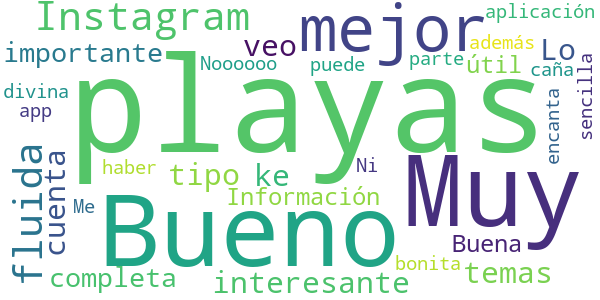 Instagram
mejor
aplicación
importante
veo
además
Lo
Noooooo
puede
parte
útil
caña
playas
divina
app
encanta
sencilla
fluida
cuenta
haber
tipo
ke
Ni
Muy
Me
Información
Bueno
Buena
completa
interesante
bonita
temas